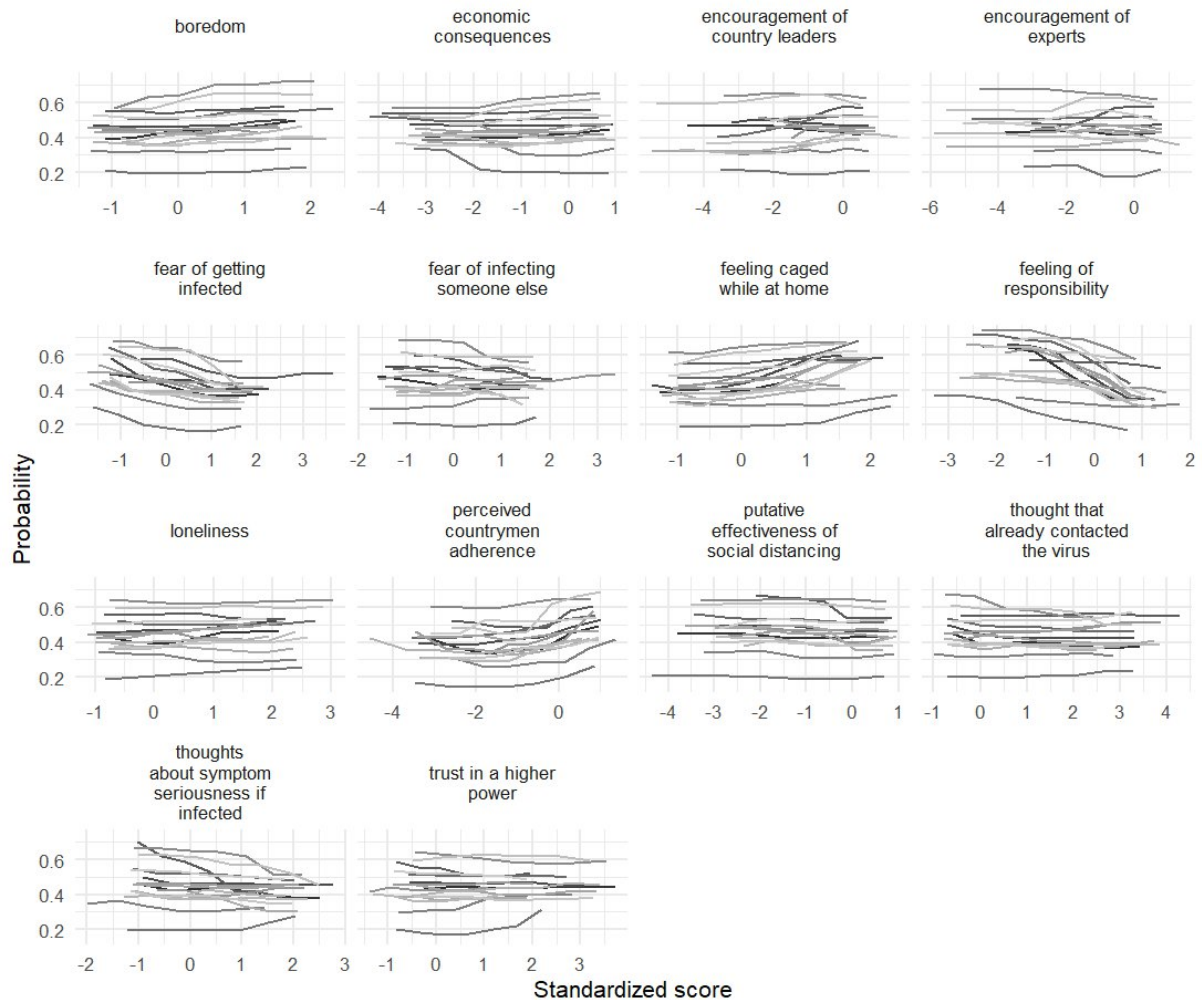 boredom
economic
consequences
encouragement of
country leaders
encouragement of
experts
0.6
0.4
0.2
-1 0 1 2
-4 -3 -2 -1 0 1
-4 -2 0
-6 -4 -2 0
fear of getting
infected
fear of infecting
someone else
feeling caged
while at home
feeling of
responsibility
0.6
0.4
0.2
-1 0 1 2 3
-2 -1 0 1 2 3
-1 0 1 2
-3 -2 -1 0 1 2
Probability
loneliness
perceived
countrymen
adherence
putative
effectiveness of
social distancing
thought that
already contacted
the virus
0.6
0.4
0.2
-1 0 1 2 3
-4 -2 0
-4 -3 -2 -1 0 1
-1 0 1 2 3 4
thoughts
about symptom
seriousness if
infected
trust in a higher
power
0.6
0.4
0.2
-2 -1 0 1 2 3
-1 0 1 2 3
Standardized score